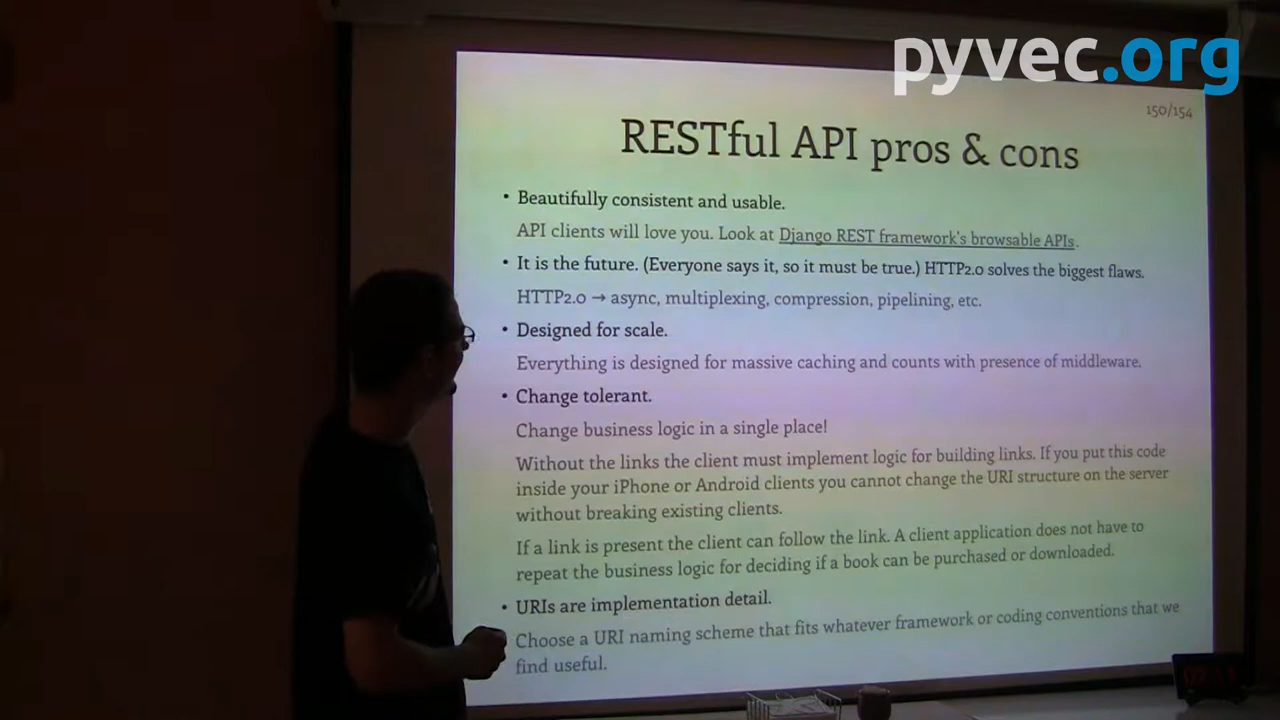 pyvec.org
150/154
RESTful API pros & cons
• Beautifully consistent and usable.
API clients will love you. Look at Django REST framework's browsable APIs.
• It is the future. (Everyone says it, so it must be true.) HTTP2.0 solves the biggest flaws.
HTTP2.0 → async, multiplexing, compression, pipelining, etc.
• Designed for scale.
Everything is designed for massive caching and counts with presence of middleware.
• Change tolerant.
Change business logic in a single place!
Without the links the client must implement logic for building links. If you put this code
inside your iPhone or Android clients you cannot change the URI structure on the server
without breaking existing clients.
If a link is present the client can follow the link. A client application does not have to
repeat the business logic for deciding if a book can be purchased or downloaded.
• URIs are implementation detail.
Choose a URI naming scheme that fits whatever framework or coding conventions that we
find useful.